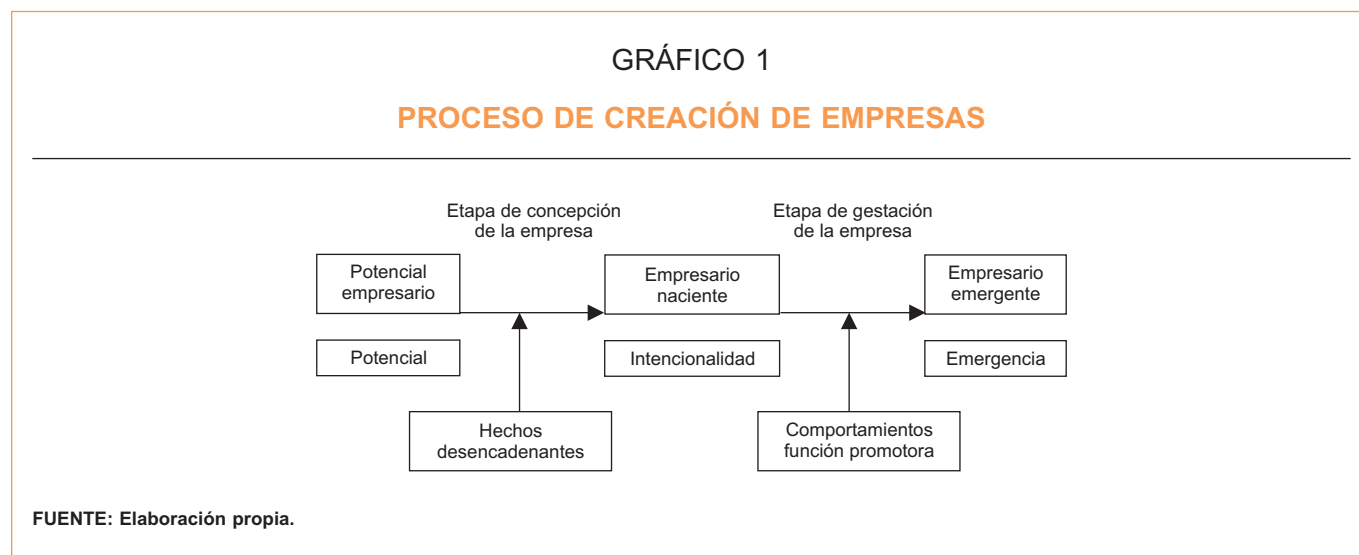 GRÁFICO 1
PROCESO DE CREACIÓN DE EMPRESAS
Etapa de concepción
de la empresa
Etapa de gestación
de la empresa
Potencial
empresario
Empresario
naciente
Empresario
emergente
Potencial
Intencionalidad
Emergencia
Hechos
desencadenantes
Comportamientos
función promotora
FUENTE: Elaboración propia.